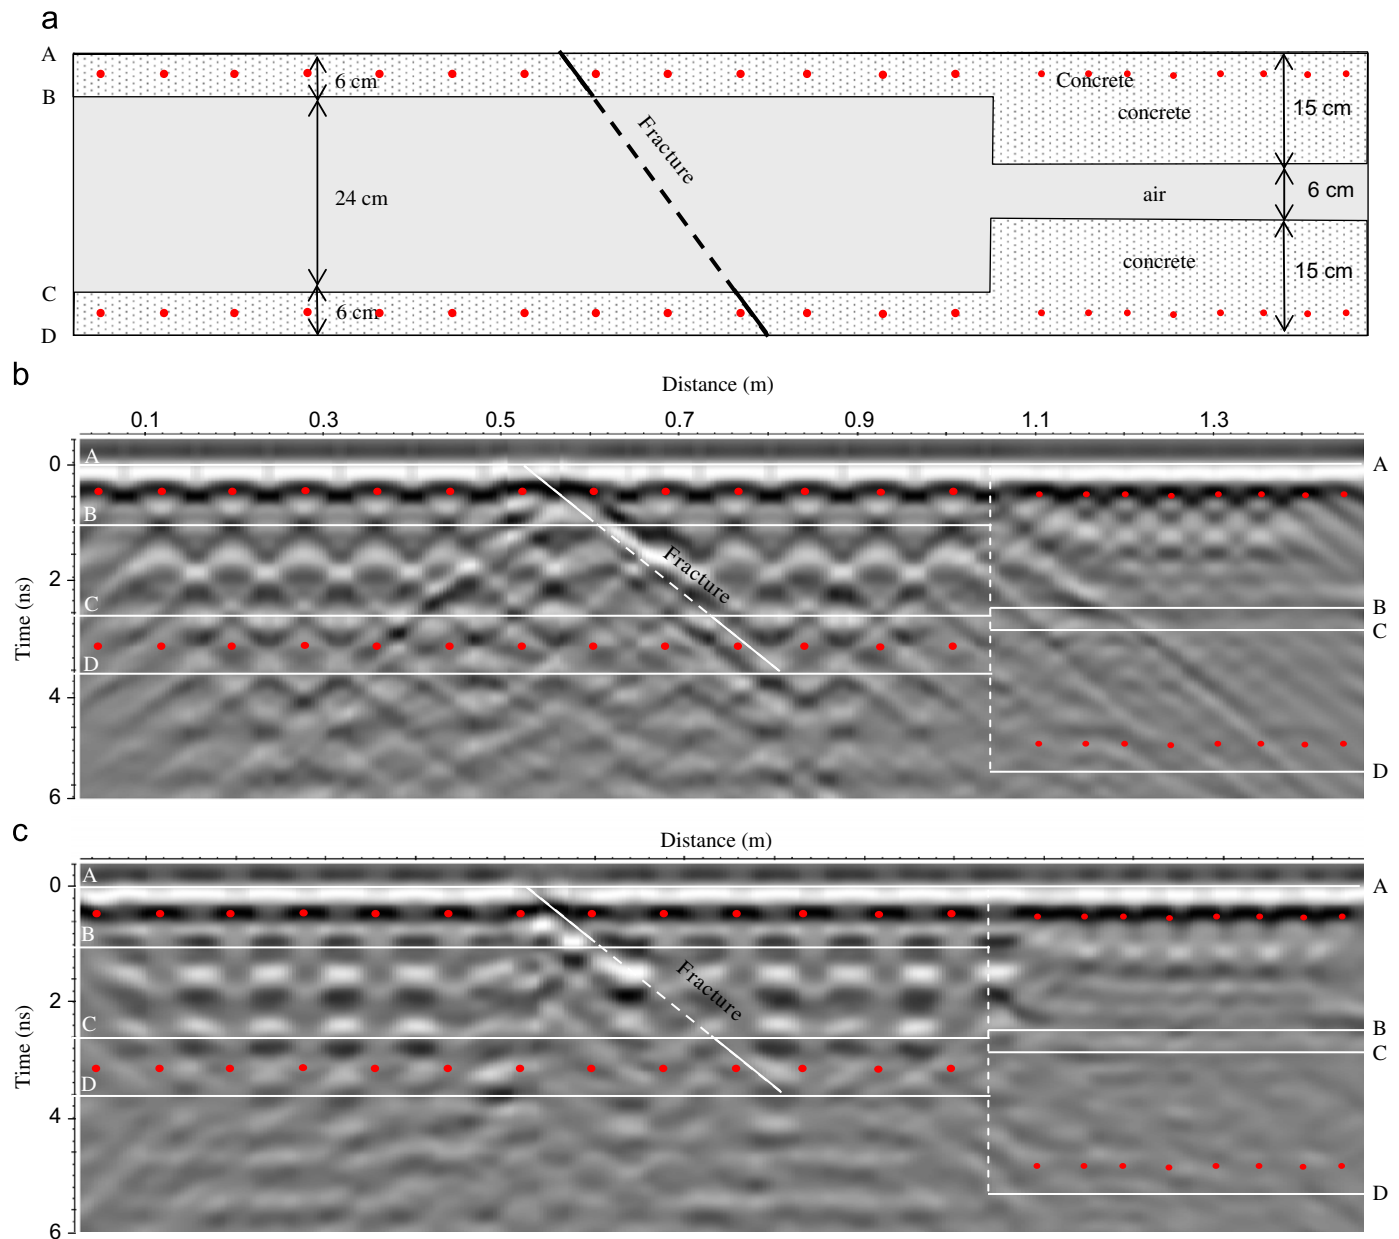 a
A
6 cm
Concrete
B
concrete
15 cm
Fracture
24 cm
air
6 cm
concrete
15 cm
C
6 cm
D
b
Distance (m)
0.1 0.3 0.5 0.7 0.9 1.1 1.3
A
0
A
B
Fracture
2
Time (ns)
C
B
C
D
4
D
6
c
Distance (m)
A
0
A
B
Fracture
2
Time (ns)
C
B
C
D
4
D
6